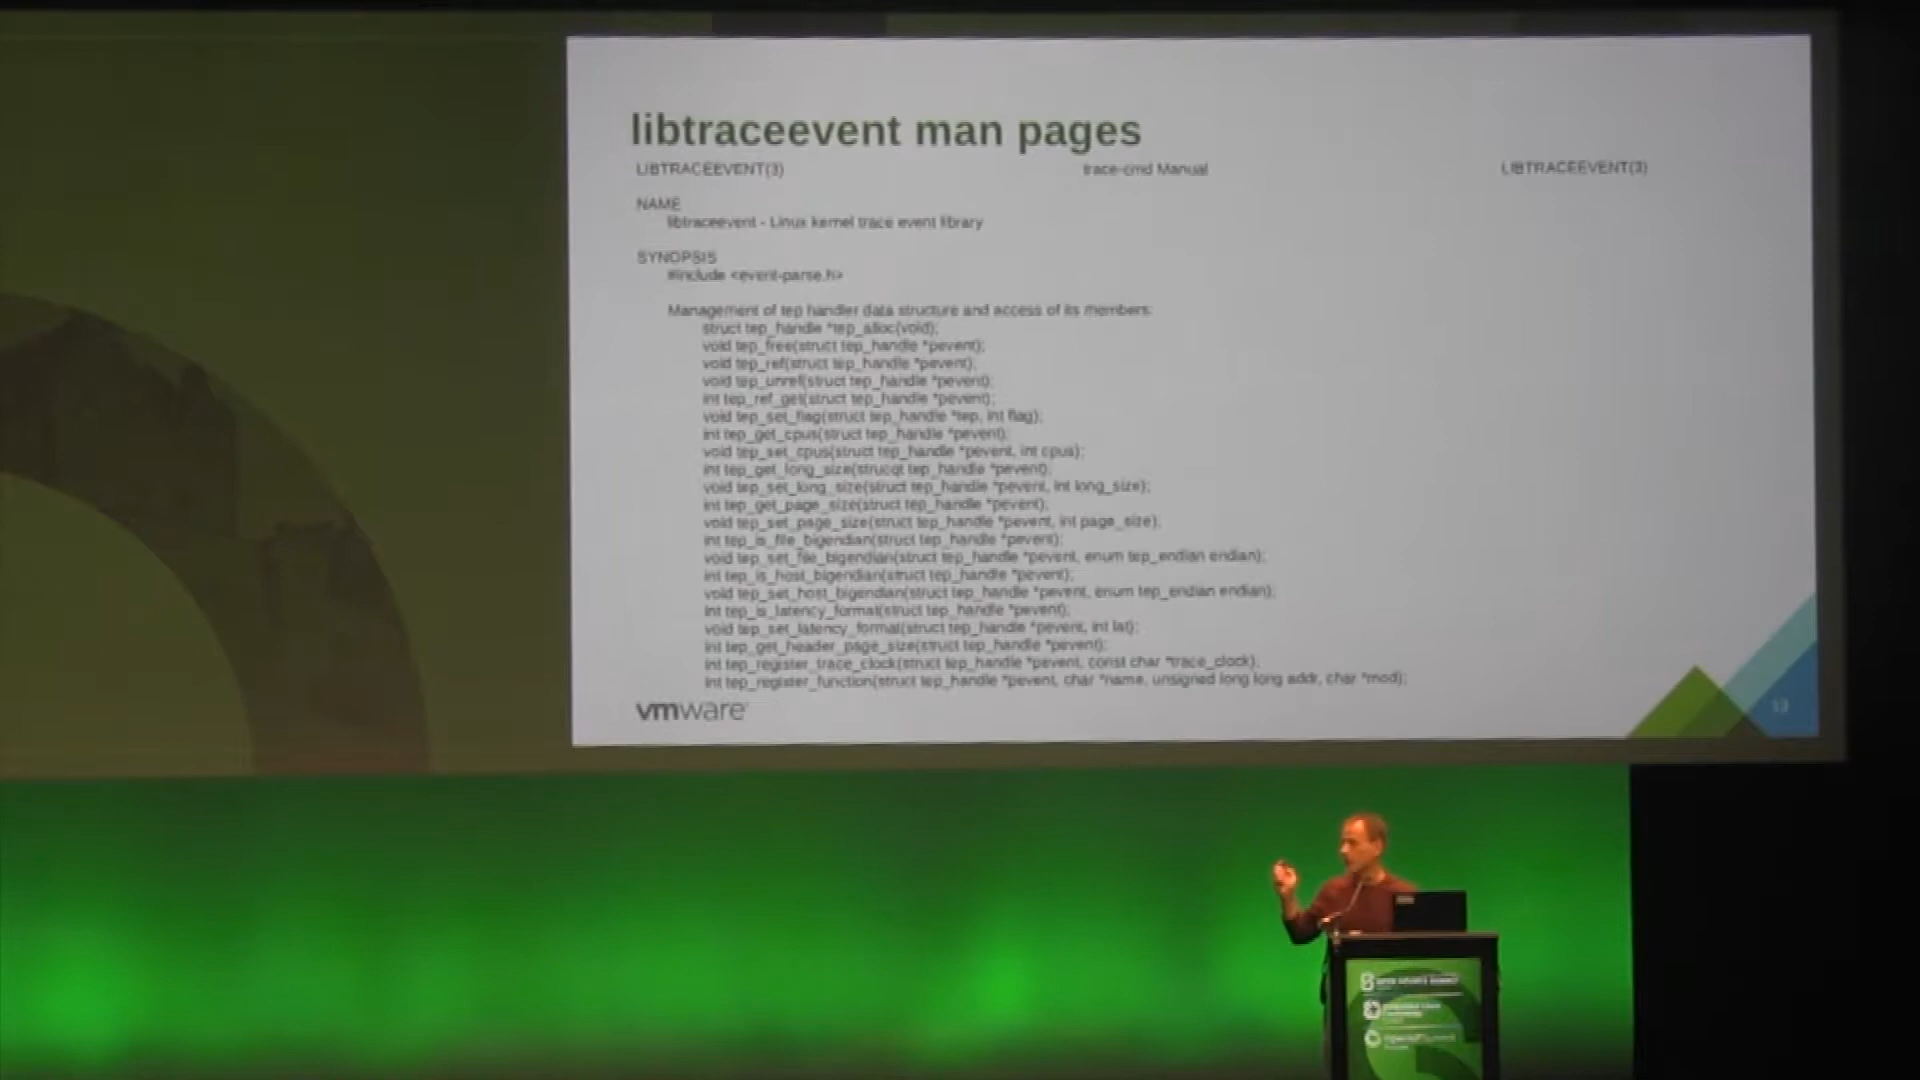 libtraceevent man pages
LIBTRACEEVENT(3) trace-cmd Manual LIBTRACEEVENT(3)
NAME
libtraceevent - Linux kernel trace event library
SYNOPSIS
#include <event-parse.h>
Management of tep handler data structure and access of its members:
struct tep_handle *tep_alloc(void);
void tep_free(struct tep_handle *pevent);
void tep_ref(struct tep_handle *pevent);
void tep_unref(struct tep_handle *pevent);
int tep_ref_get(struct tep_handle *pevent);
void tep_set_flag(struct tep_handle *tep, int flag);
int tep_get_cpus(struct tep_handle *pevent);
void tep_set_cpus(struct tep_handle *pevent, int cpus);
int tep_get_long_size(strucqt tep_handle *pevent);
void tep_set_long_size(struct tep_handle *pevent, int long_size);
int tep_get_page_size(struct tep_handle *pevent);
void tep_set_page_size(struct tep_handle *pevent, int page_size);
int tep_is_file_bigendian(struct tep_handle *pevent);
void tep_set_file_bigendian(struct tep_handle *pevent, enum tep_endian endian);
int tep_is_host_bigendian(struct tep_handle *pevent);
void tep_set_host_bigendian(struct tep_handle *pevent, enum tep_endian endian);
int tep_is_latency_format(struct tep_handle *pevent);
void tep_set_latency_format(struct tep_handle *pevent, int lat);
int tep_get_header_page_size(struct tep_handle *pevent);
int tep_register_trace_clock(struct tep_handle *pevent, const char *trace_clock);
int tep_register_function(struct tep_handle *pevent, char *name, unsigned long long addr, char *mod);
vmware
13
OPEN SOURCE SUMMIT